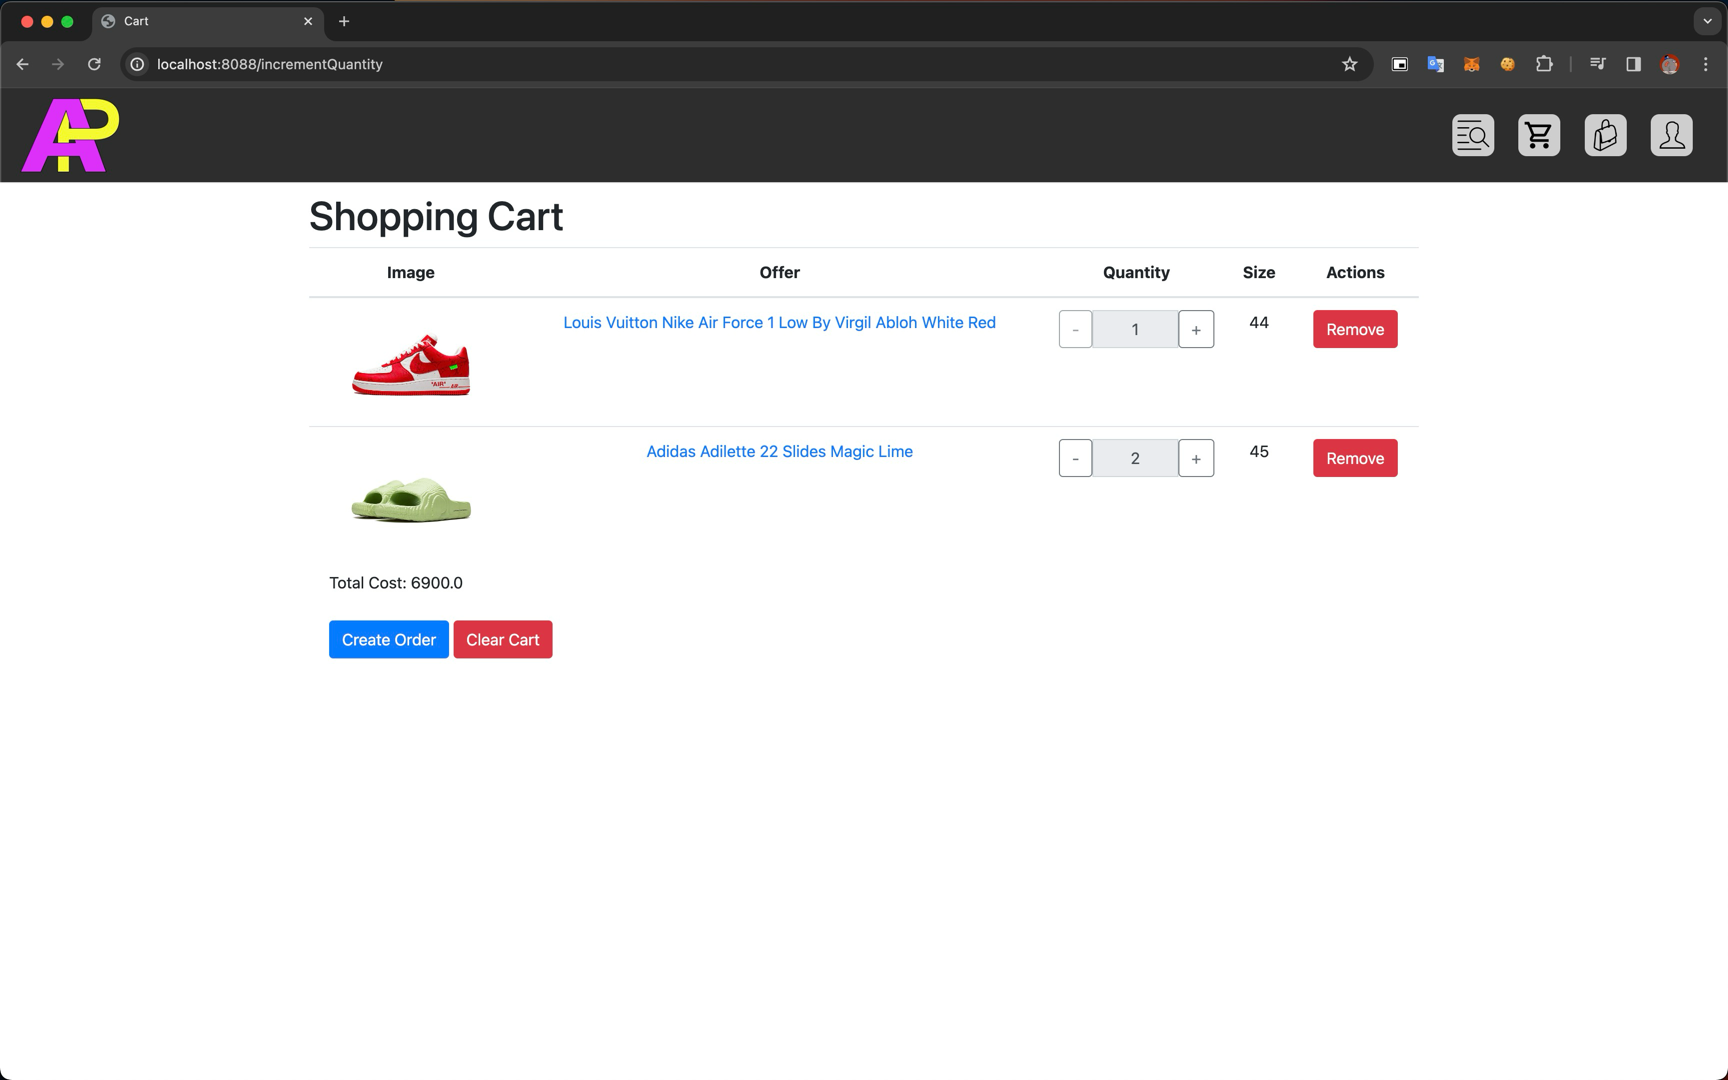 Cart
localhost:8088/incrementQuantity
AP
Shopping Cart
Image Offer Quantity Size Actions
Louis Vuitton Nike Air Force 1 Low By Virgil Abloh White Red - 1 + 44 Remove
"AIR"
Adidas Adilette 22 Slides Magic Lime - 2 + 45 Remove
Total Cost: 6900.0
Create Order Clear Cart